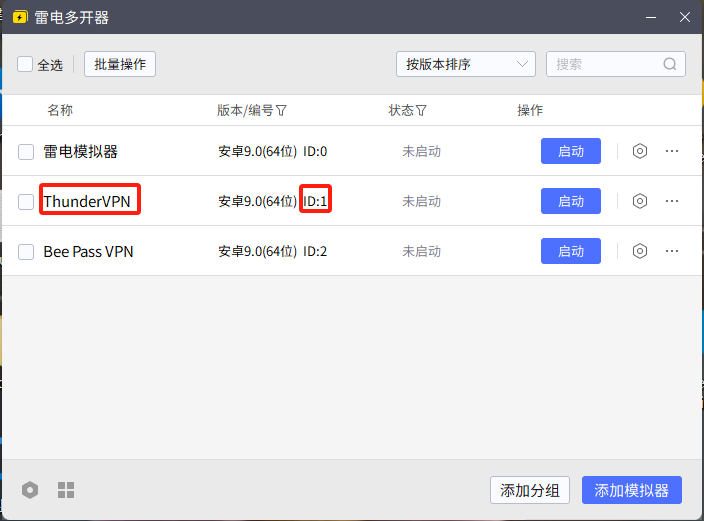 雷电多开器
全选 批量操作 按版本排序 搜索
名称 版本/编号 状态 操作
雷电模拟器 安卓9.0(64位) ID:0 未启动 启动
ThunderVPN 安卓9.0(64位) ID:1 未启动 启动
Bee Pass VPN 安卓9.0(64位) ID:2 未启动 启动
添加分组 添加模拟器